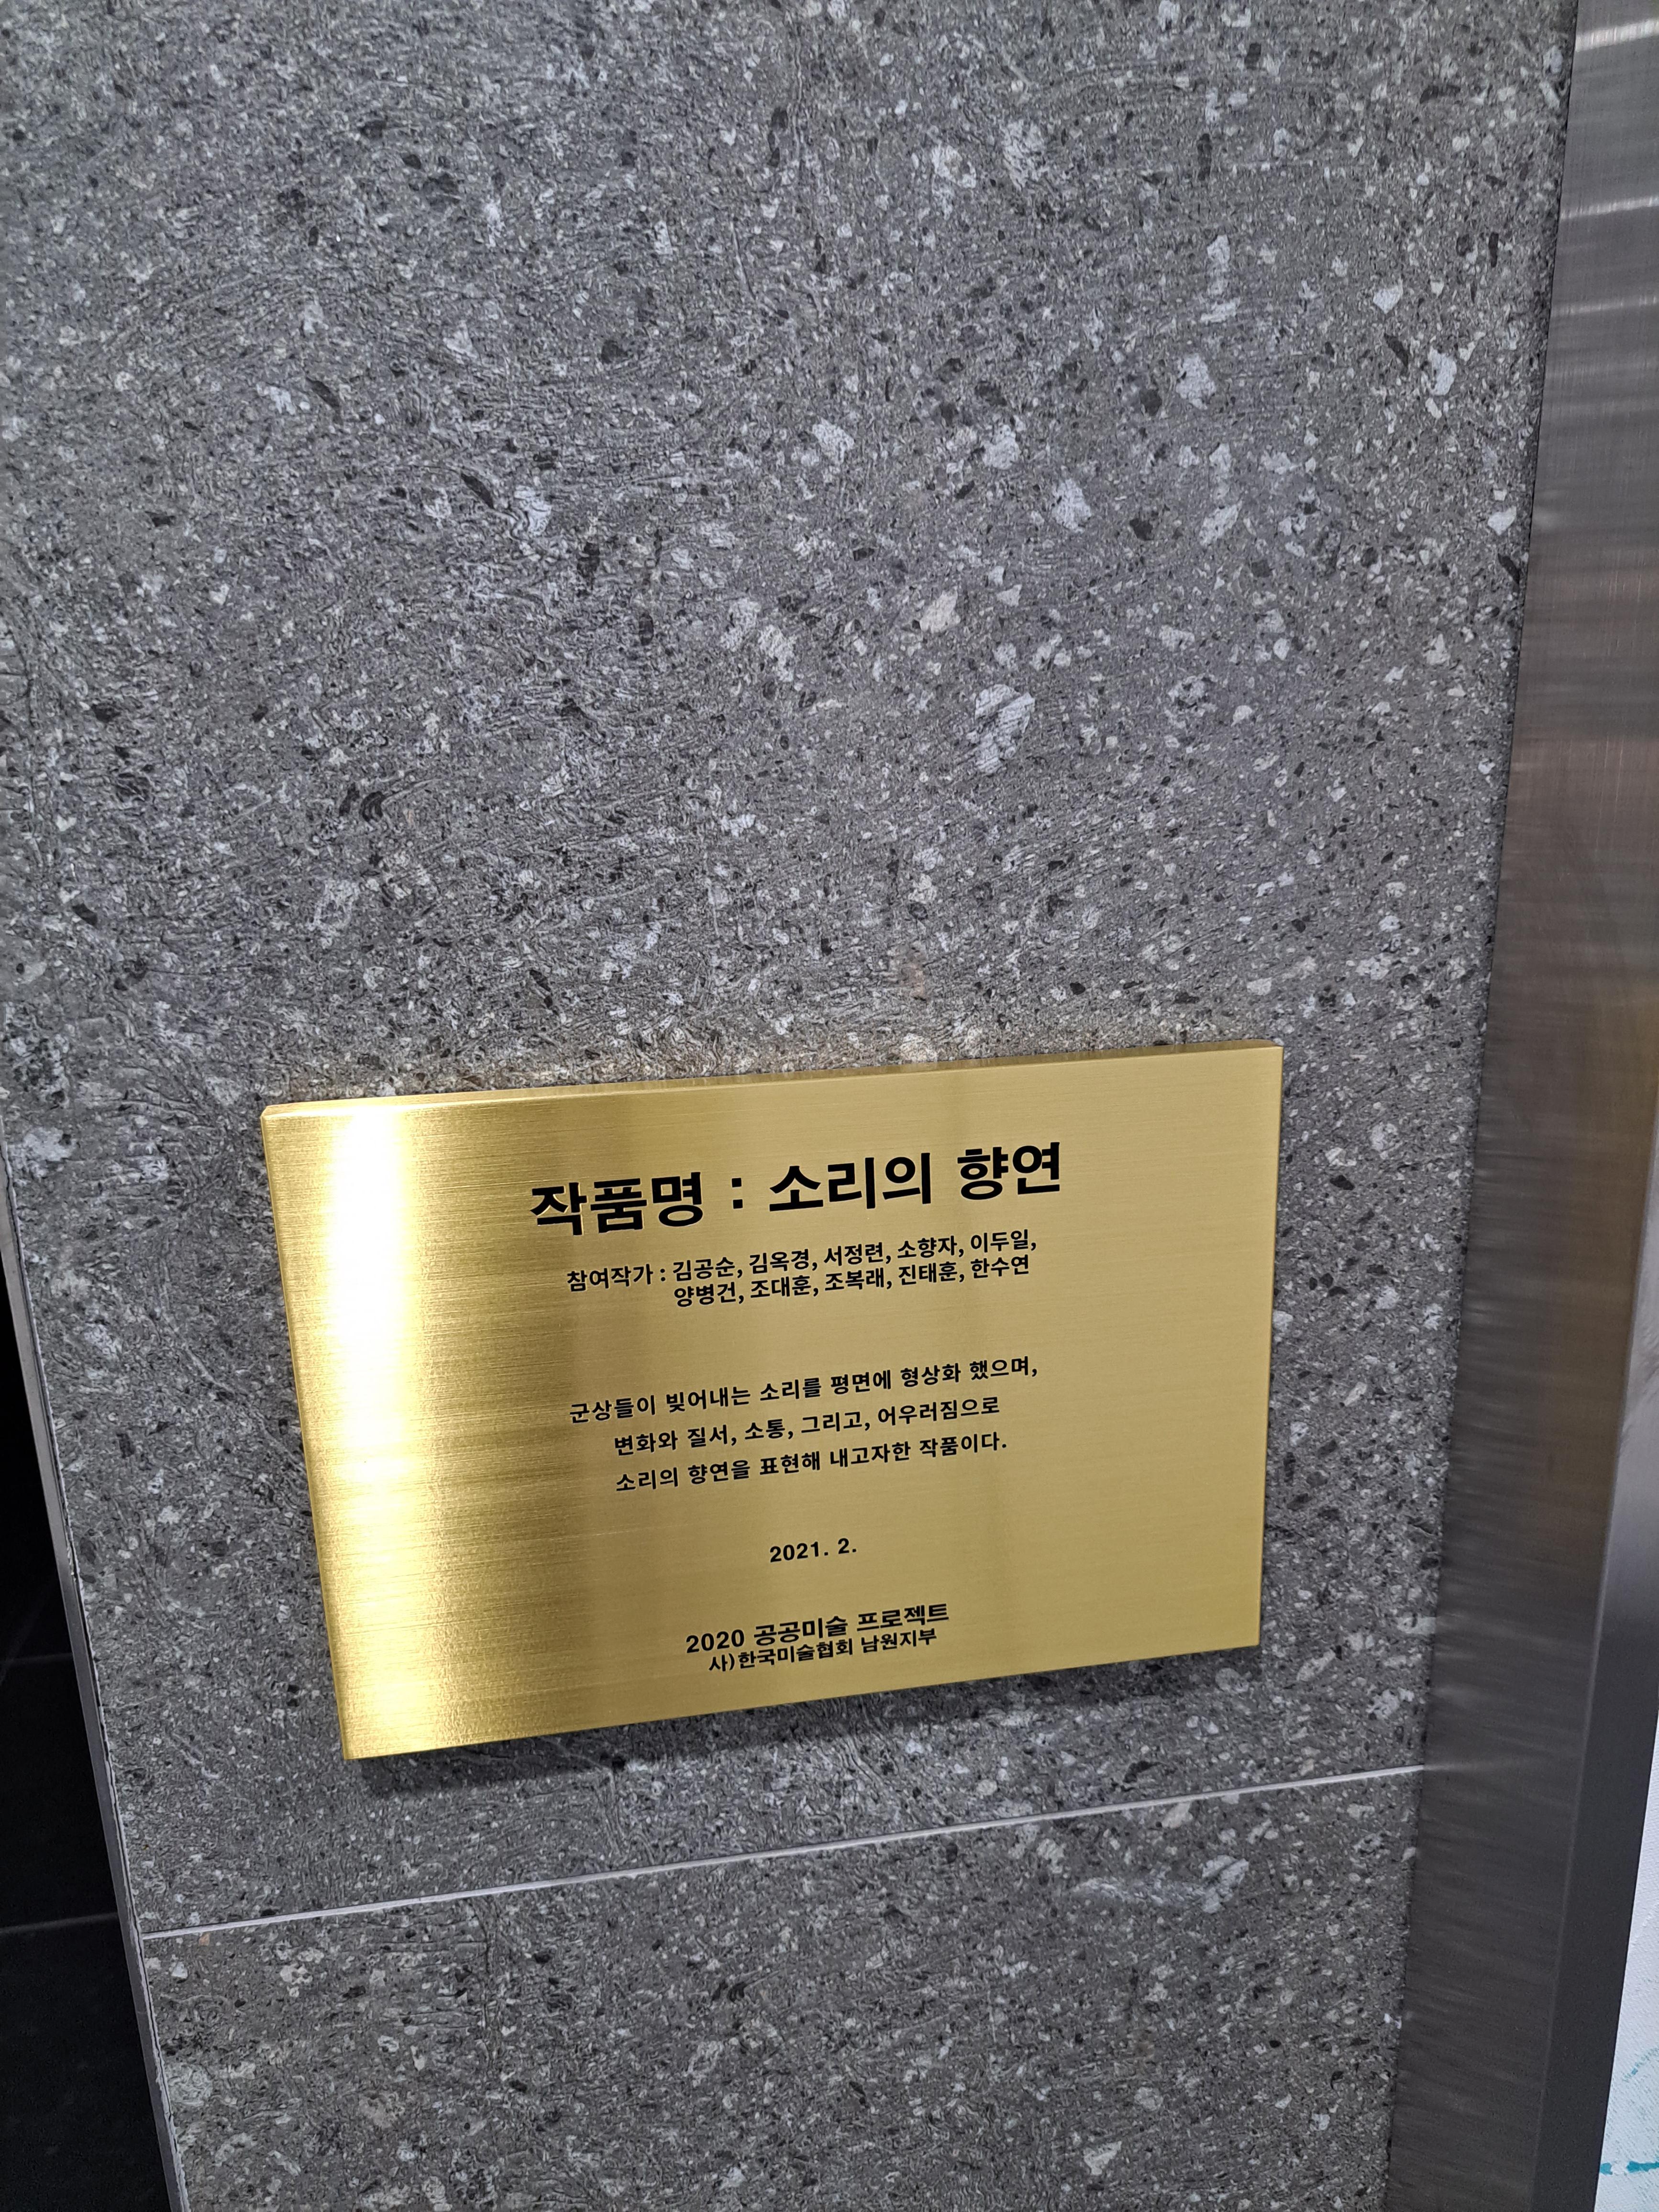 작품명 : 소리의 향연
참여작가 : 김공순, 김옥경, 서정련, 소향자, 이두일,
양병건, 조대훈, 조복래, 진태훈, 한수연
군상들이 빚어내는 소리를 평면에 형상화 했으며,
변화와 질서, 소통, 그리고, 어우러짐으로
소리의 향연을 표현해 내고자한 작품이다.
2021. 2.
2020 공공미술 프로젝트
사)한국미술협회 남원지부